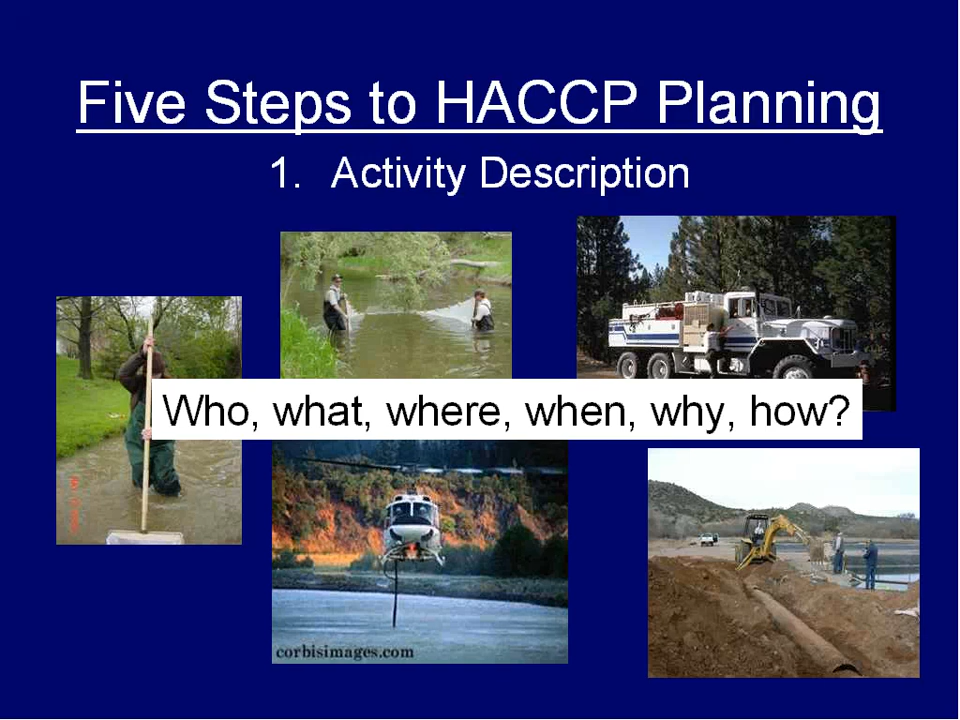 Five Steps to HACCP Planning
1. Activity Description
Who, what, where, when, why, how?
corbisimages.com